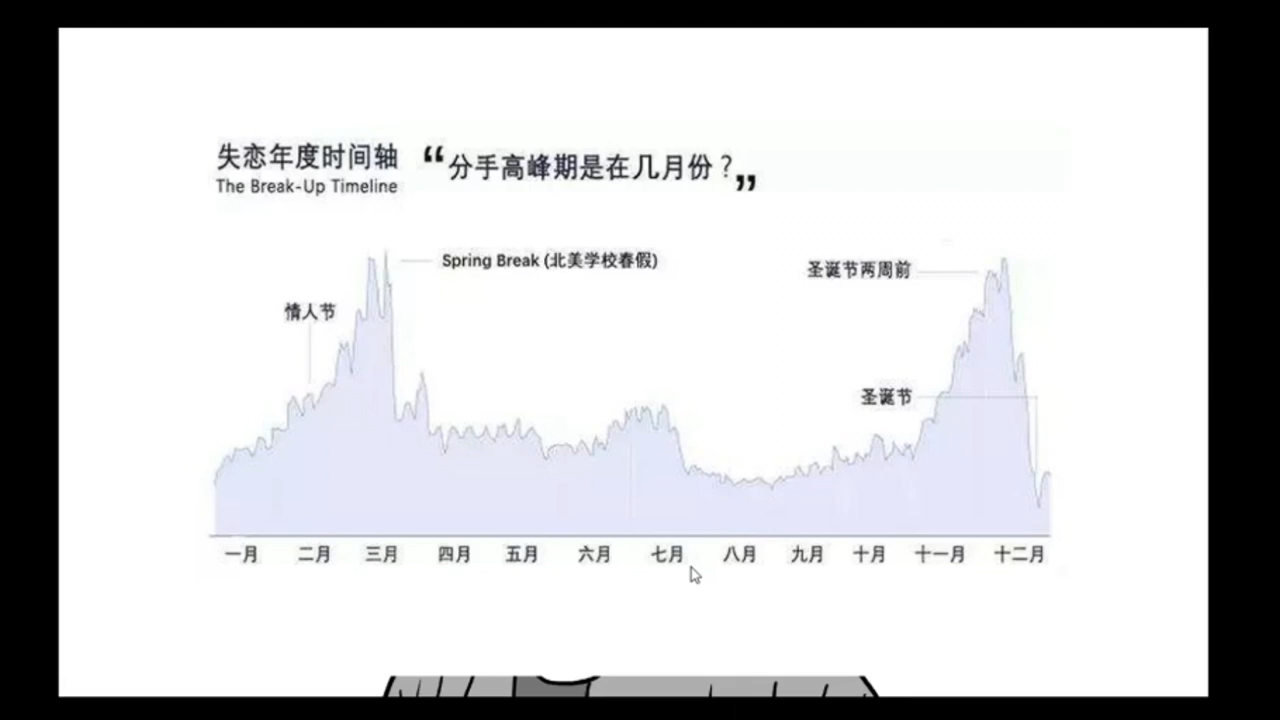 失恋年度时间轴
The Break-Up Timeline
“分手高峰期是在几月份？”
Spring Break (北美学校春假)
圣诞节两周前
情人节
圣诞节
一月 二月 三月 四月 五月 六月 七月 八月 九月 十月 十一月 十二月